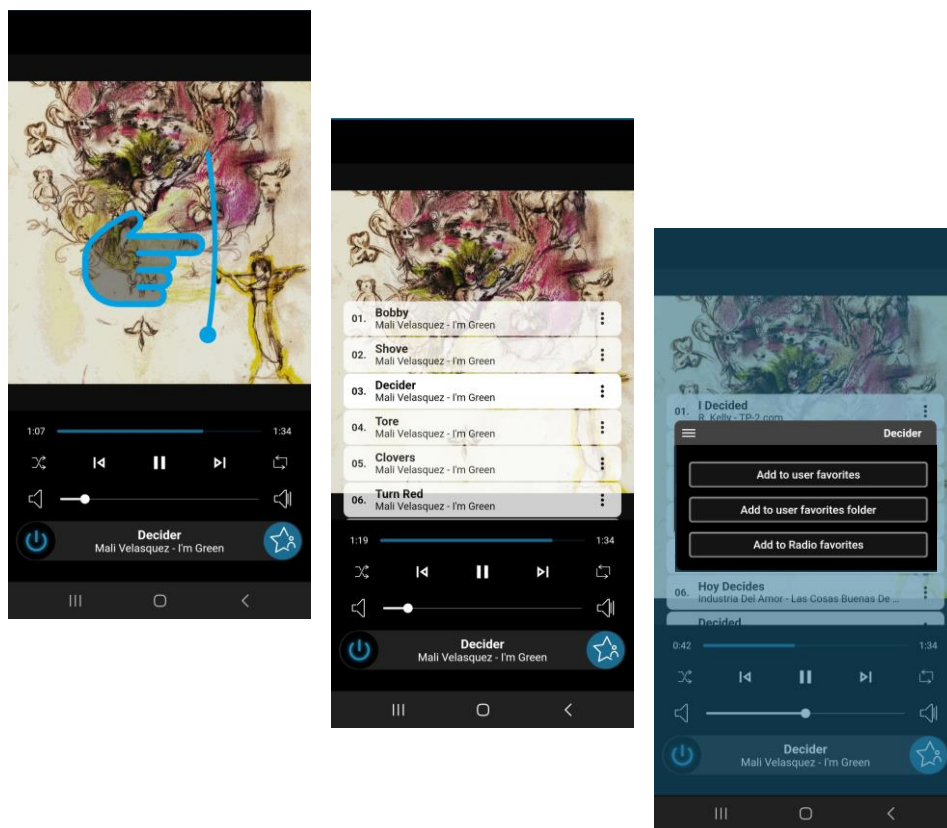 1:07
1:34
Decider
Mali Velasquez - I'm Green
01. Bobby
Mali Velasquez - I'm Green
02. Shove
Mali Velasquez - I'm Green
03. Decider
Mali Velasquez - I'm Green
04. Tore
Mali Velasquez - I'm Green
05. Clovers
Mali Velasquez - I'm Green
06. Turn Red
Mali Velasquez - I'm Green
1:19
1:34
Decider
Mali Velasquez - I'm Green
01. I Decided
R. Kelly - TP-2.com
Decider
Add to user favorites
Add to user favorites folder
Add to Radio favorites
06. Hoy Decides
Industria Del Amor - Las Cosas Buenas De ...
Decided
0:42
1:34
Decider
Mali Velasquez - I'm Green